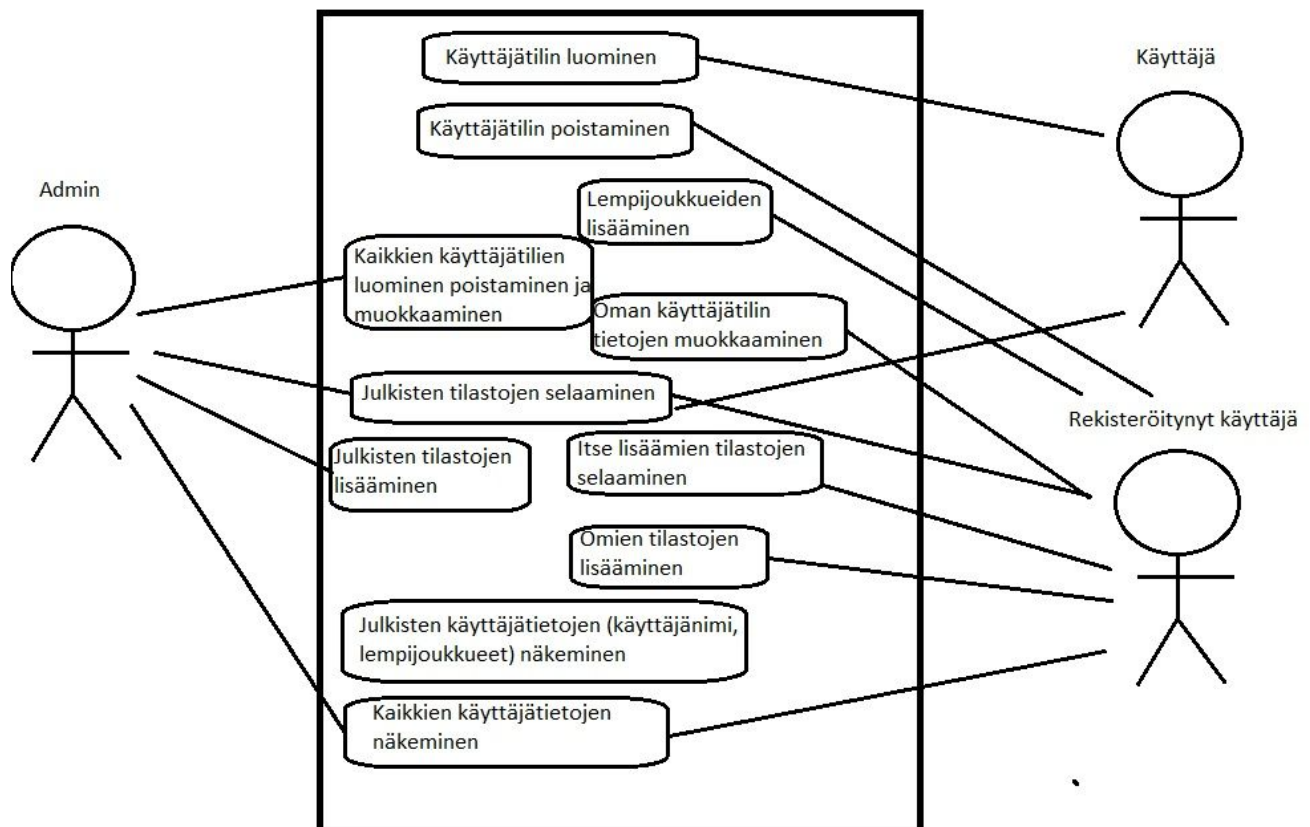 Käyttäjätilin luominen
Käyttäjä
Käyttäjätilin poistaminen
Admin
Lempijoukkueiden
lisääminen
Kaikkien käyttäjätilien
luominen poistaminen ja
muokkaaminen
Oman käyttäjätilin
tietojen muokkaaminen
Julkisten tilastojen selaaminen
Rekisteröitynyt käyttäjä
Julkisten tilastojen
lisääminen
Itse lisäämien tilastojen
selaaminen
Omien tilastojen
lisääminen
Julkisten käyttäjätietojen (käyttäjänimi,
lempijoukkueet) näkeminen
Kaikkien käyttäjätietojen
näkeminen